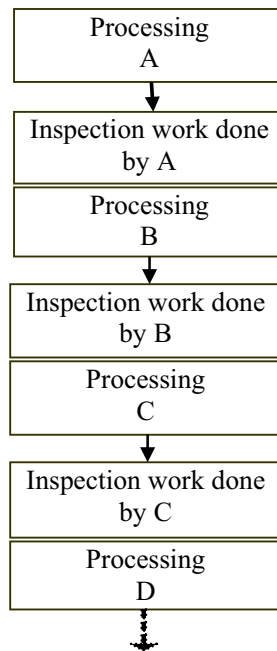 Processing
A
Inspection work done
by A
Processing
B
Inspection work done
by B
Processing
C
Inspection work done
by C
Processing
D